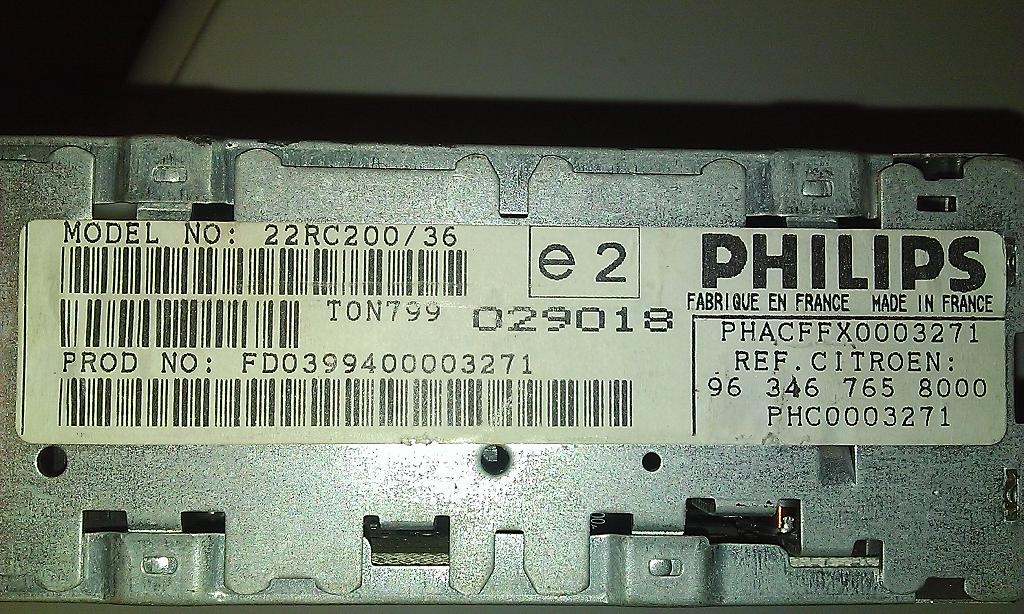 MODEL NO: 22RC200/36
TON799 029018
PROD NO: FD0399400003271
e2
PHILIPS
FABRIQUE EN FRANCE MADE IN FRANCE
PHACFFX0003271
REF.CITROEN:
96 346 765 8000
PHC0003271